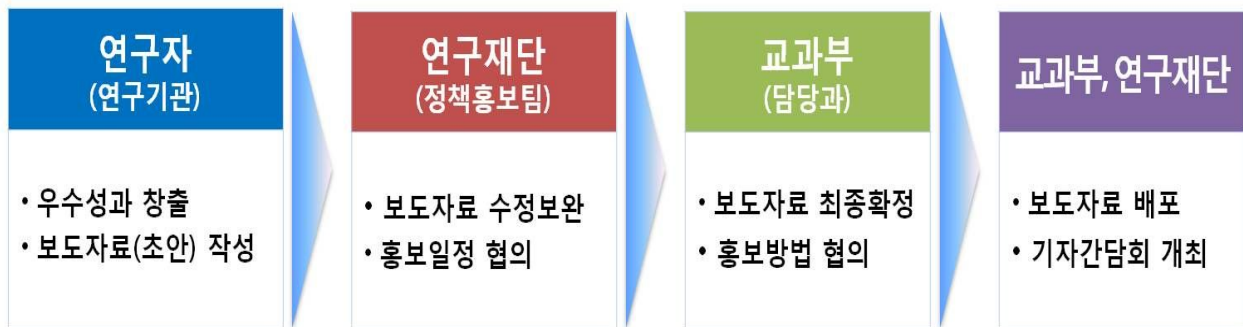 연구자
(연구기관)
• 우수성과 창출
• 보도자료(초안) 작성
연구재단
(정책홍보팀)
• 보도자료 수정보완
• 홍보일정 협의
교과부
(담당과)
• 보도자료 최종확정
• 홍보방법 협의
교과부, 연구재단
• 보도자료 배포
• 기자간담회 개최